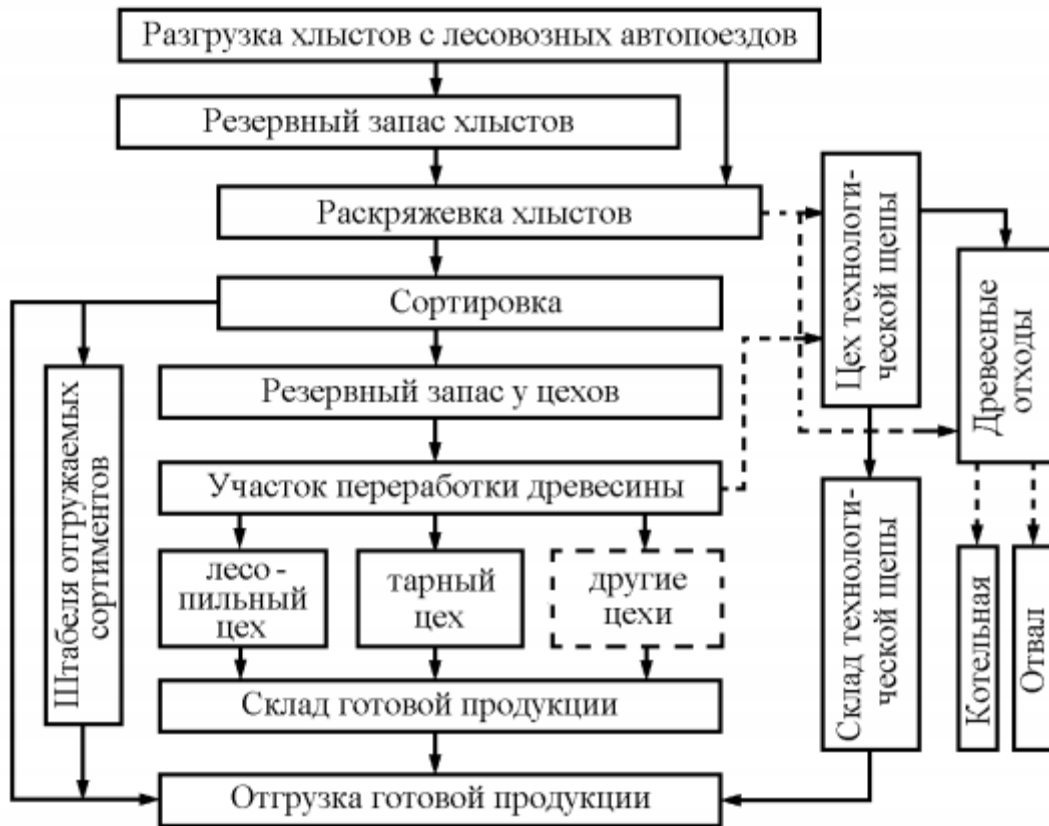 Разгрузка хлыстов с лесовозных автопоездов
Резервный запас хлыстов
Раскряжевка хлыстов
Сортировка
Резервный запас у цехов
Участок переработки древесины
лесо-
пильный
цех
тарный
цех
другие
цехи
Склад готовой продукции
Отгрузка готовой продукции
Штабеля отгружаемых
сортиментов
Цех технологи-
ческой щепы
Склад технологи-
ческой щепы
Древесные
отходы
Котельная
Отвал